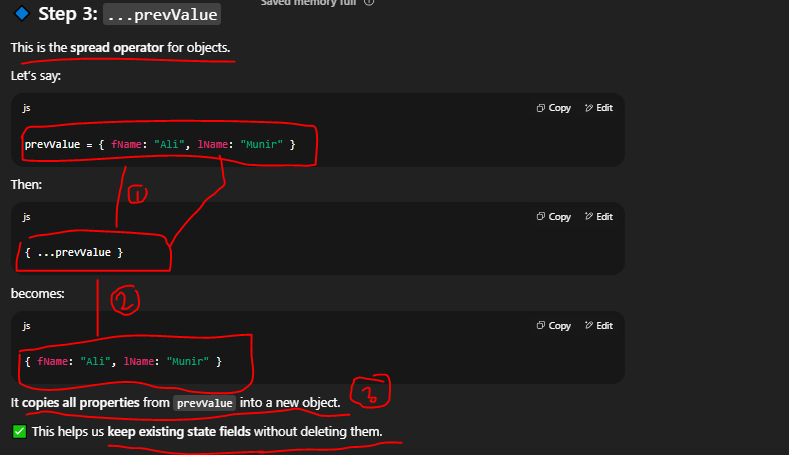 Saved memory full
Step 3: ...prevValue
This is the spread operator for objects.
Let's say:
js Copy Edit
prevValue = { fName: "Ali", lName: "Munir" }
1
Then:
js Copy Edit
{ ...prevValue }
becomes:
2
js Copy Edit
{ fName: "Ali", lName: "Munir" }
It copies all properties from prevValue into a new object.
3
This helps us keep existing state fields without deleting them.